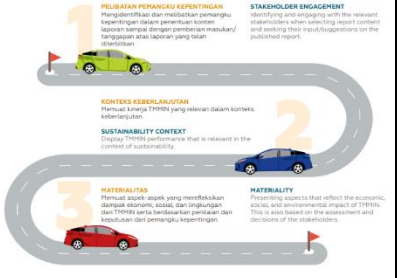 1
PELIBATAN PEMANGKU KEPENTINGAN
Mengidentifikasi dan melibatkan pemangku
kepentingan dalam penentuan konten
laporan sampai dengan pemberian masukan/
tanggapan atas laporan yang telah
diterbitkan.
STAKEHOLDER ENGAGEMENT
Identifying and engaging with the relevant
stakeholders when selecting report content
and seeking their input/suggestions on the
published report.
2
KONTEKS KEBERLANJUTAN
Memuat kinerja TMMIN yang relevan dalam konteks
keberlanjutan.
SUSTAINABILITY CONTEXT
Display TMMIN performance that is relevant in the
context of sustainability.
3
MATERIALITAS
Memuat aspek-aspek yang merefleksikan
dampak ekonomi, sosial, dan lingkungan
dari TMMIN serta berdasarkan penilaian dan
keputusan dari pemangku kepentingan.
MATERIALITY
Presenting aspects that reflect the economic,
social, and environmental impact of TMMIN.
This is also based on the assessment and
decisions of the stakeholders.